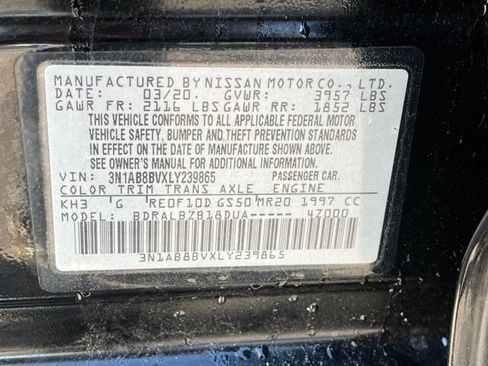 MANUFACTURED BY NISSAN MOTOR CO., LTD.
DATE: 03/20. GVWR: 3957 LBS
GAWR FR: 2116 LBS GAWR RR: 1852 LBS
THIS VEHICLE CONFORMS TO ALL APPLICABLE FEDERAL MOTOR
VEHICLE SAFETY, BUMPER AND THEFT PREVENTION STANDARDS
IN EFFECT ON THE DATE OF MANUFACTURE SHOWN ABOVE.
SEE OWNER'S MANUAL FOR ADDITIONAL INFORMATION.
VIN: 3N1AB8BVXLY239865 PASSENGER CAR.
COLOR TRIM TRANS AXLE ENGINE
KH3 'G RE0F10D GS50 MR20 1997 CC
MODEL: BDRALBZB18DUA----- 4Z000
3N1AB8BVXLY239865